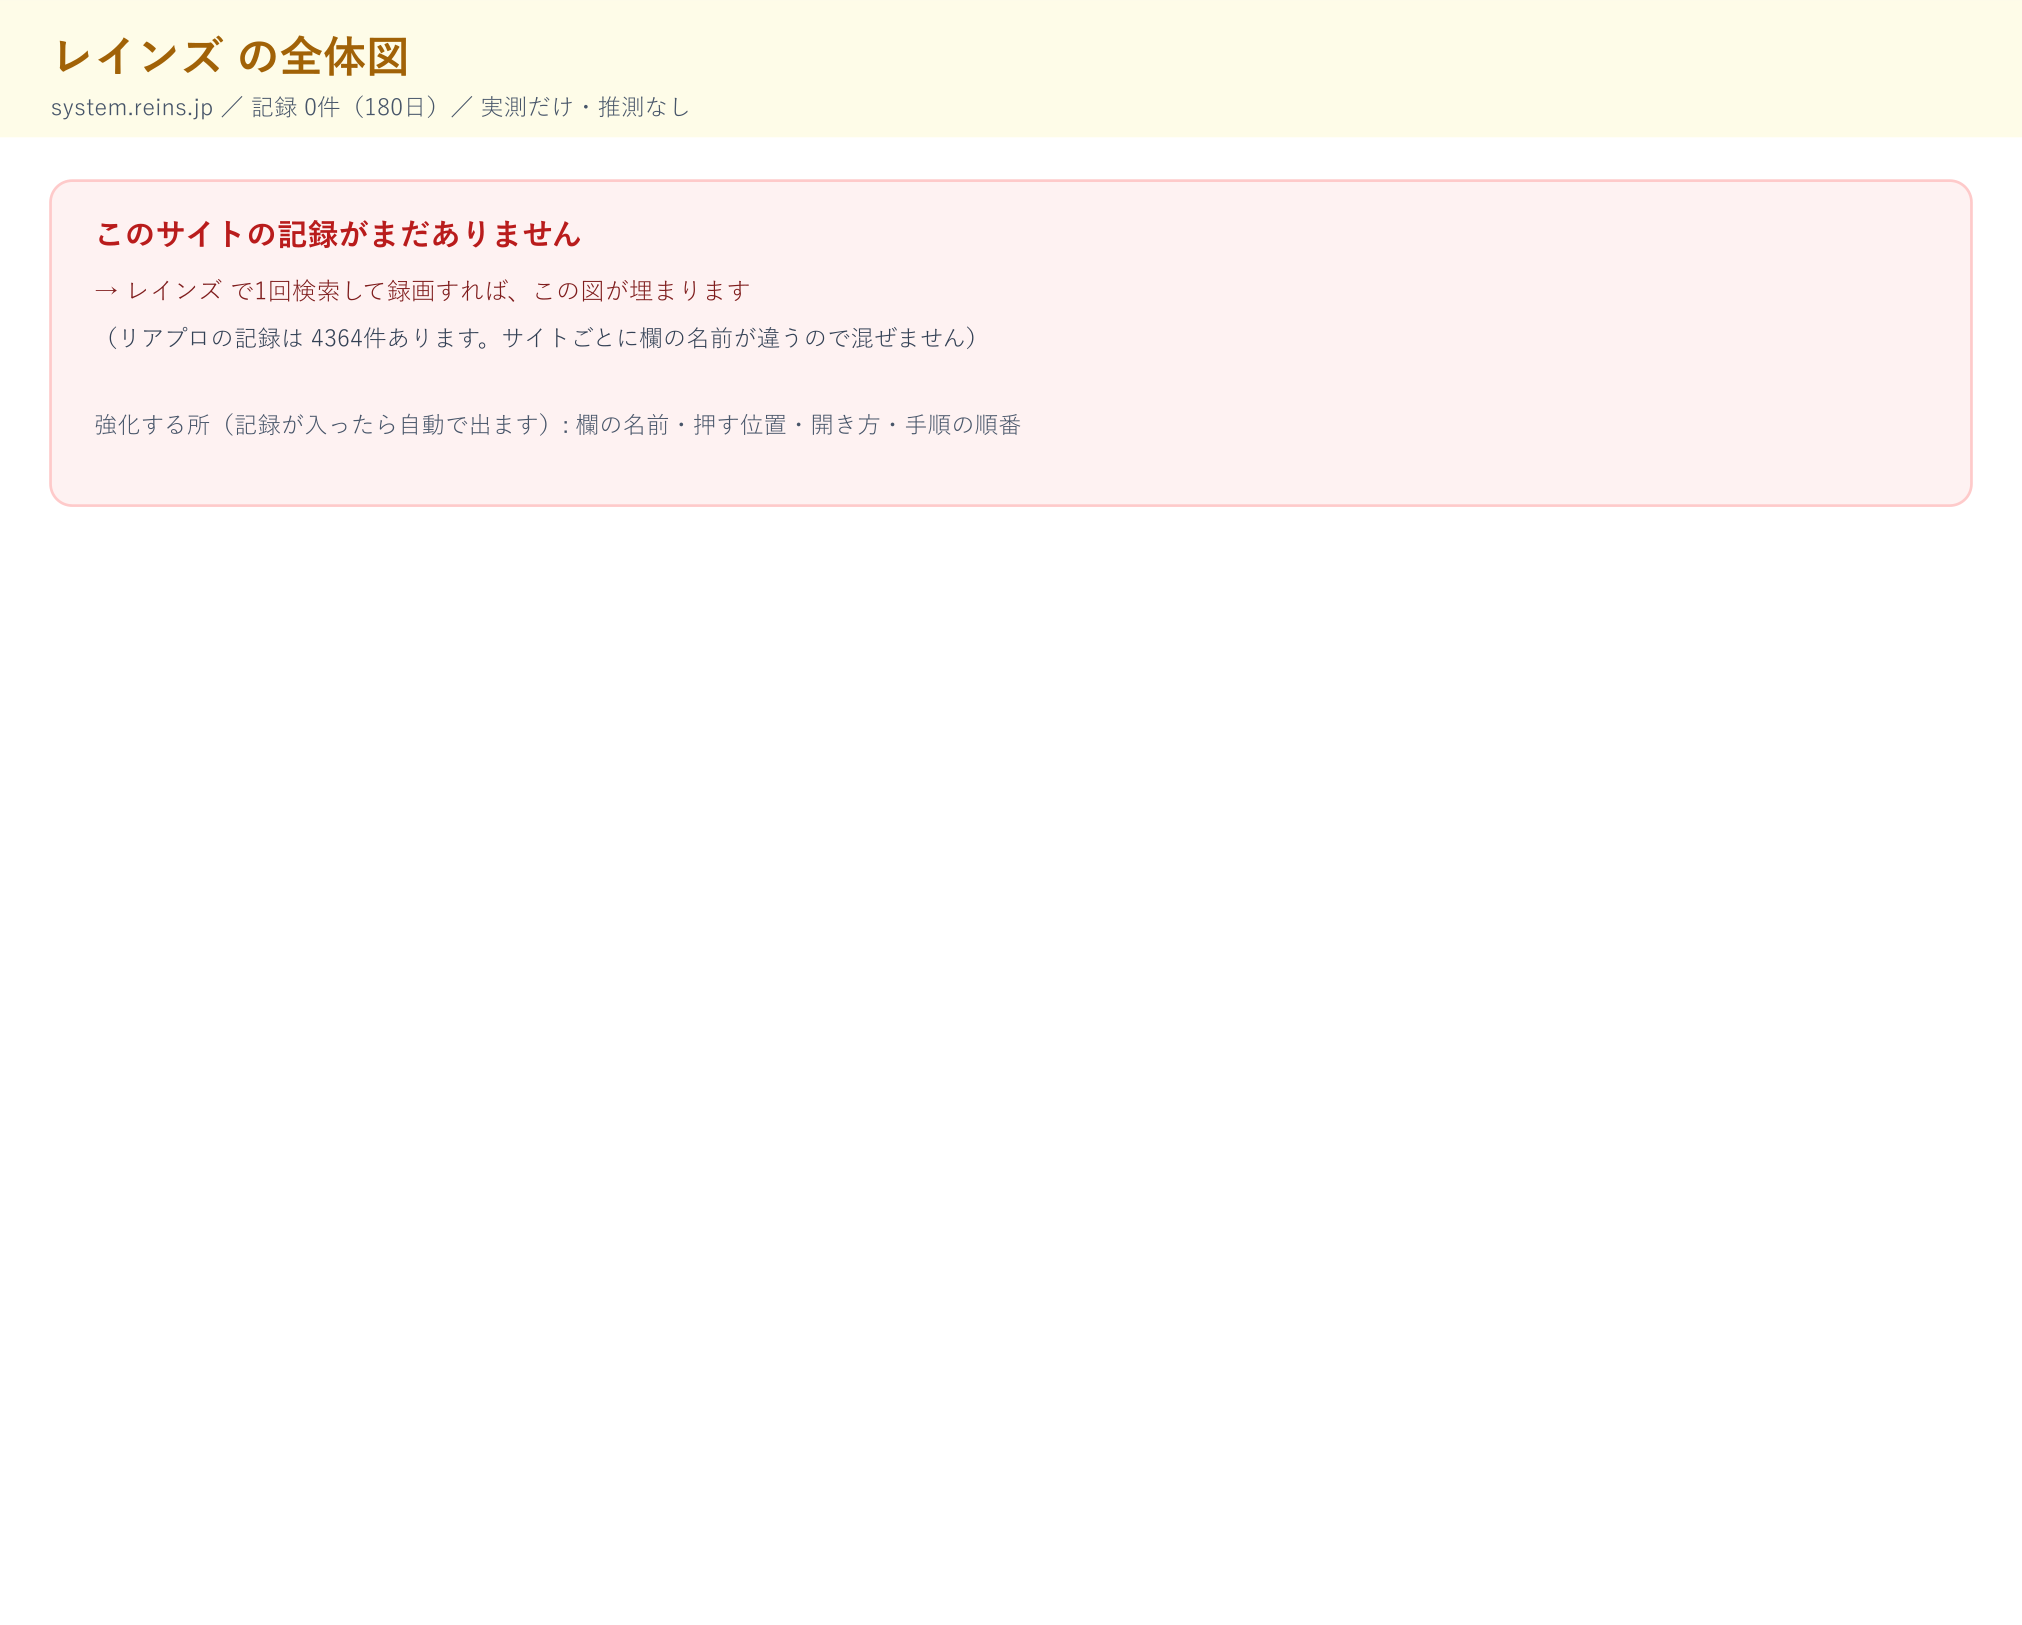 レインズ の全体図
system.reins.jp ／ 記録 0件（180日）／ 実測だけ・推測なし
このサイトの記録がまだありません
→ レインズ で1回検索して録画すれば、この図が埋まります
（リアプロの記録は 4364件あります。サイトごとに欄の名前が違うので混ぜません）
強化する所（記録が入ったら自動で出ます）: 欄の名前・押す位置・開き方・手順の順番